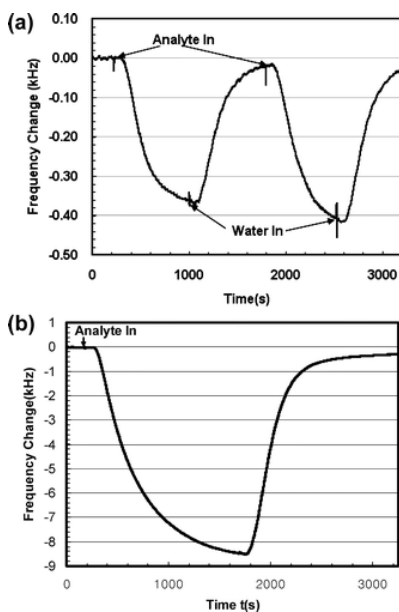 (a)
0.10
Analyte In
0.00
-0.10
-0.20
-0.30
-0.40
Water In
-0.50
0 1000 2000 3000
Frequency Change (kHz)
Time(s)
(b)
1
Analyte In
0
-1
-2
-3
-4
-5
-6
-7
-8
-9
0 1000 2000 3000
Frequency Change(kHz)
Time t(s)